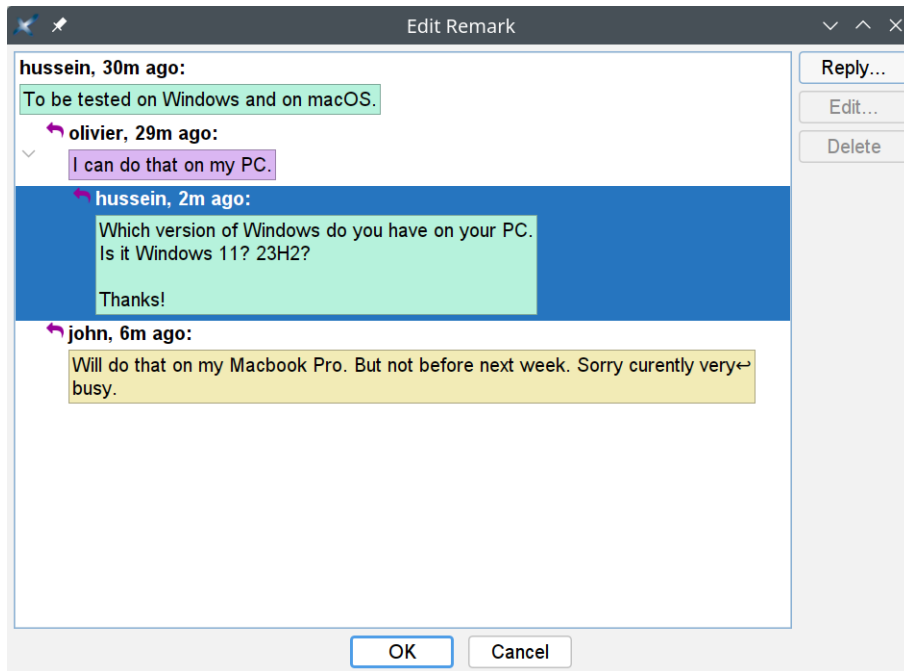 Edit Remark
hussein, 30m ago:
To be tested on Windows and on macOS.
olivier, 29m ago:
I can do that on my PC.
hussein, 2m ago:
Which version of Windows do you have on your PC.
Is it Windows 11? 23H2?
Thanks!
john, 6m ago:
Will do that on my Macbook Pro. But not before next week. Sorry curently very↩
busy.
Reply...
Edit...
Delete
OK
Cancel